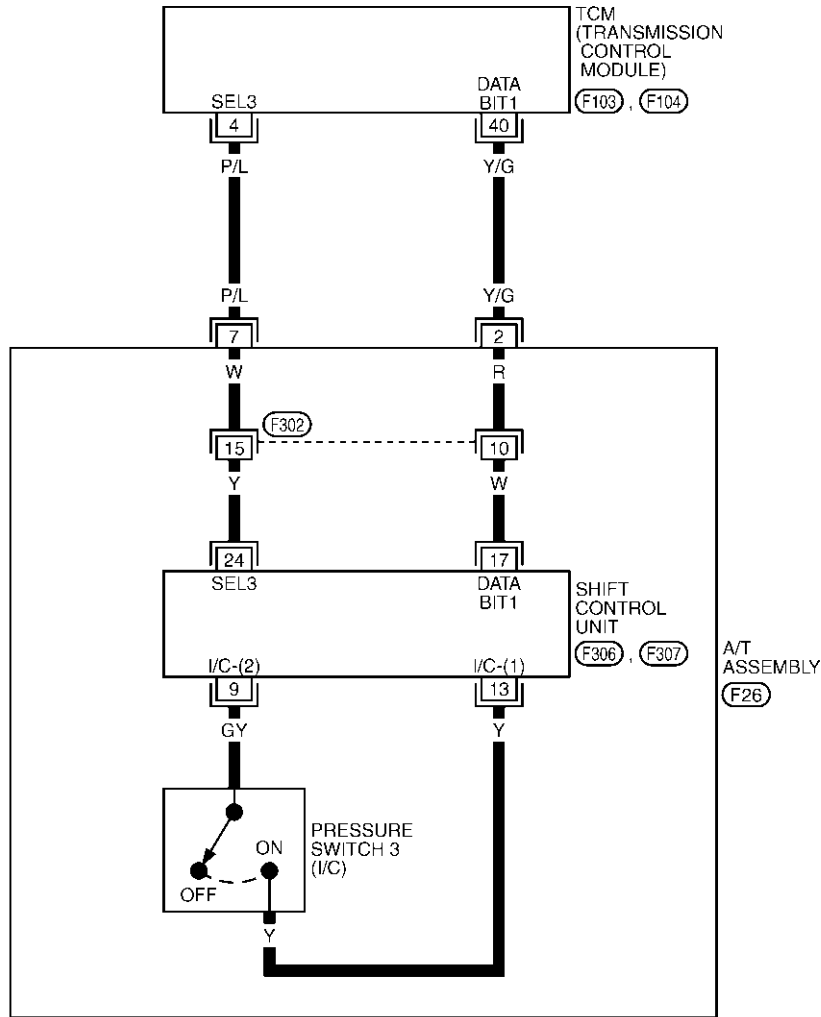 TCM
(TRANSMISSION
CONTROL
MODULE)
F103 , F104
SEL3
DATA
BIT1
4
40
P/L
Y/G
P/L
Y/G
7
2
W
R
F302
15
10
Y
W
24
17
SEL3
DATA
BIT1
SHIFT
CONTROL
UNIT
F306 , F307
I/C-(2)
I/C-(1)
9
13
GY
Y
A/T
ASSEMBLY
F26
PRESSURE
SWITCH 3
(I/C)
ON
OFF
Y